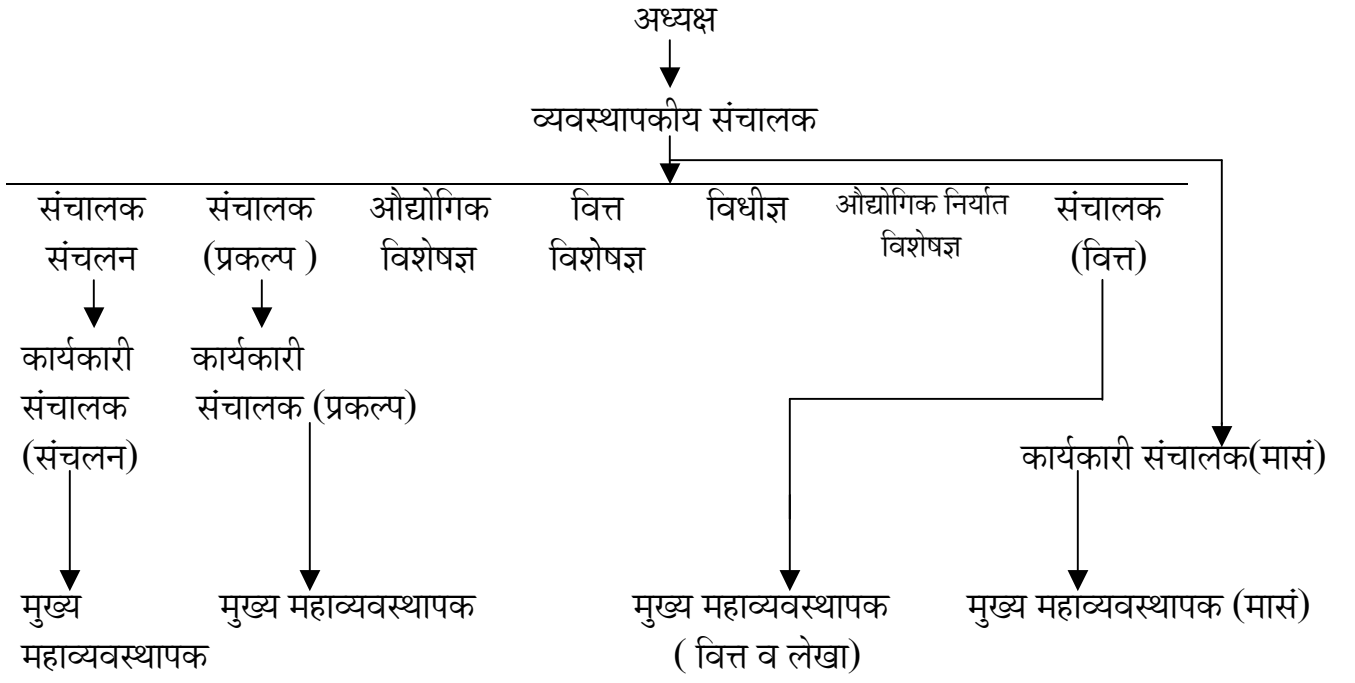 अध्यक्ष
व्यवस्थापकीय संचालक
संचालक
संचलन
संचालक
(प्रकल्प )
औद्योगिक
विशेषज्ञ
वित्त
विशेषज्ञ
विधीज्ञ
औद्योगिक निर्यात
विशेषज्ञ
संचालक
(वित्त)
कार्यकारी
संचालक
(संचलन)
कार्यकारी
संचालक (प्रकल्प)
कार्यकारी संचालक(मासं)
मुख्य
महाव्यवस्थापक
मुख्य महाव्यवस्थापक
मुख्य महाव्यवस्थापक
( वित्त व लेखा)
मुख्य महाव्यवस्थापक (मासं)